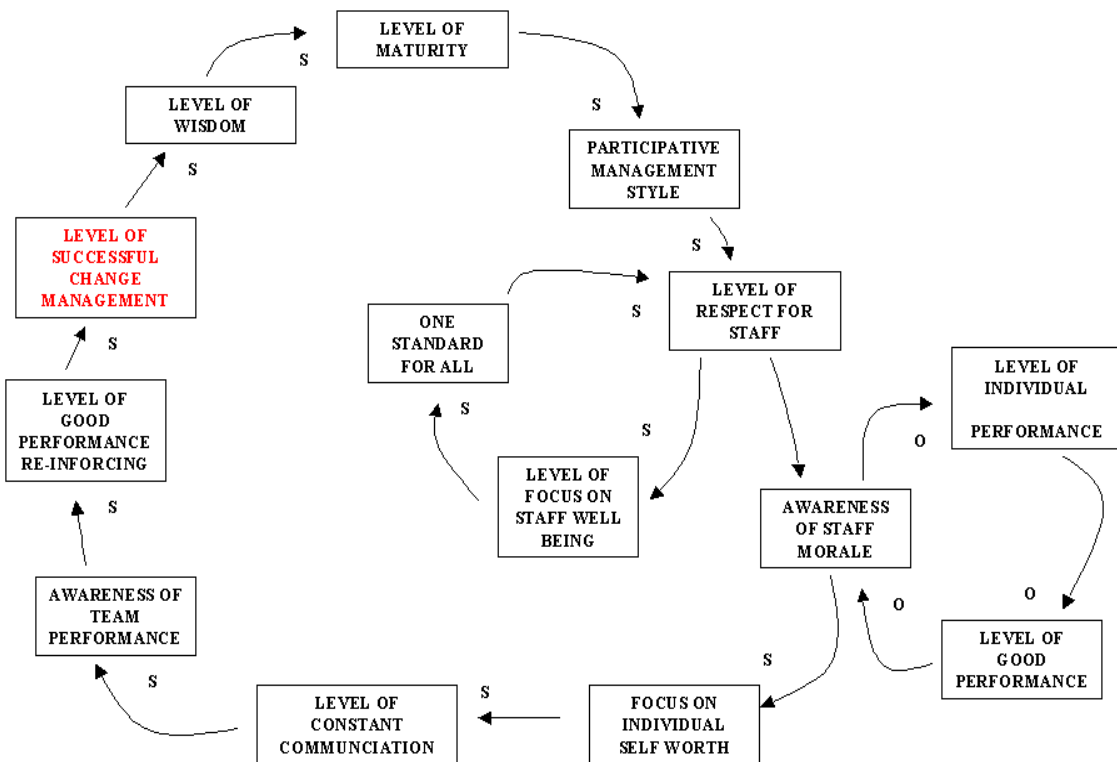 LEVEL OF
MATURITY
S
LEVEL OF
WISDOM
S
S
PARTICIPATIVE
MANAGEMENT
STYLE
S
LEVEL OF
SUCCESSFUL
CHANGE
MANAGEMENT
S
LEVEL OF
RESPECT FOR
STAFF
S
ONE
STANDARD
FOR ALL
S
S
LEVEL OF
INDIVIDUAL
PERFORMANCE
O
LEVEL OF
GOOD
PERFORMANCE
RE-INFORCING
S
LEVEL OF
FOCUS ON
STAFF WELL
BEING
AWARENESS
OF STAFF
MORALE
O
O
AWARENESS OF
TEAM
PERFORMANCE
S
LEVEL OF
GOOD
PERFORMANCE
S
LEVEL OF
CONSTANT
COMMUNCIATION
S
FOCUS ON
INDIVIDUAL
SELF WORTH